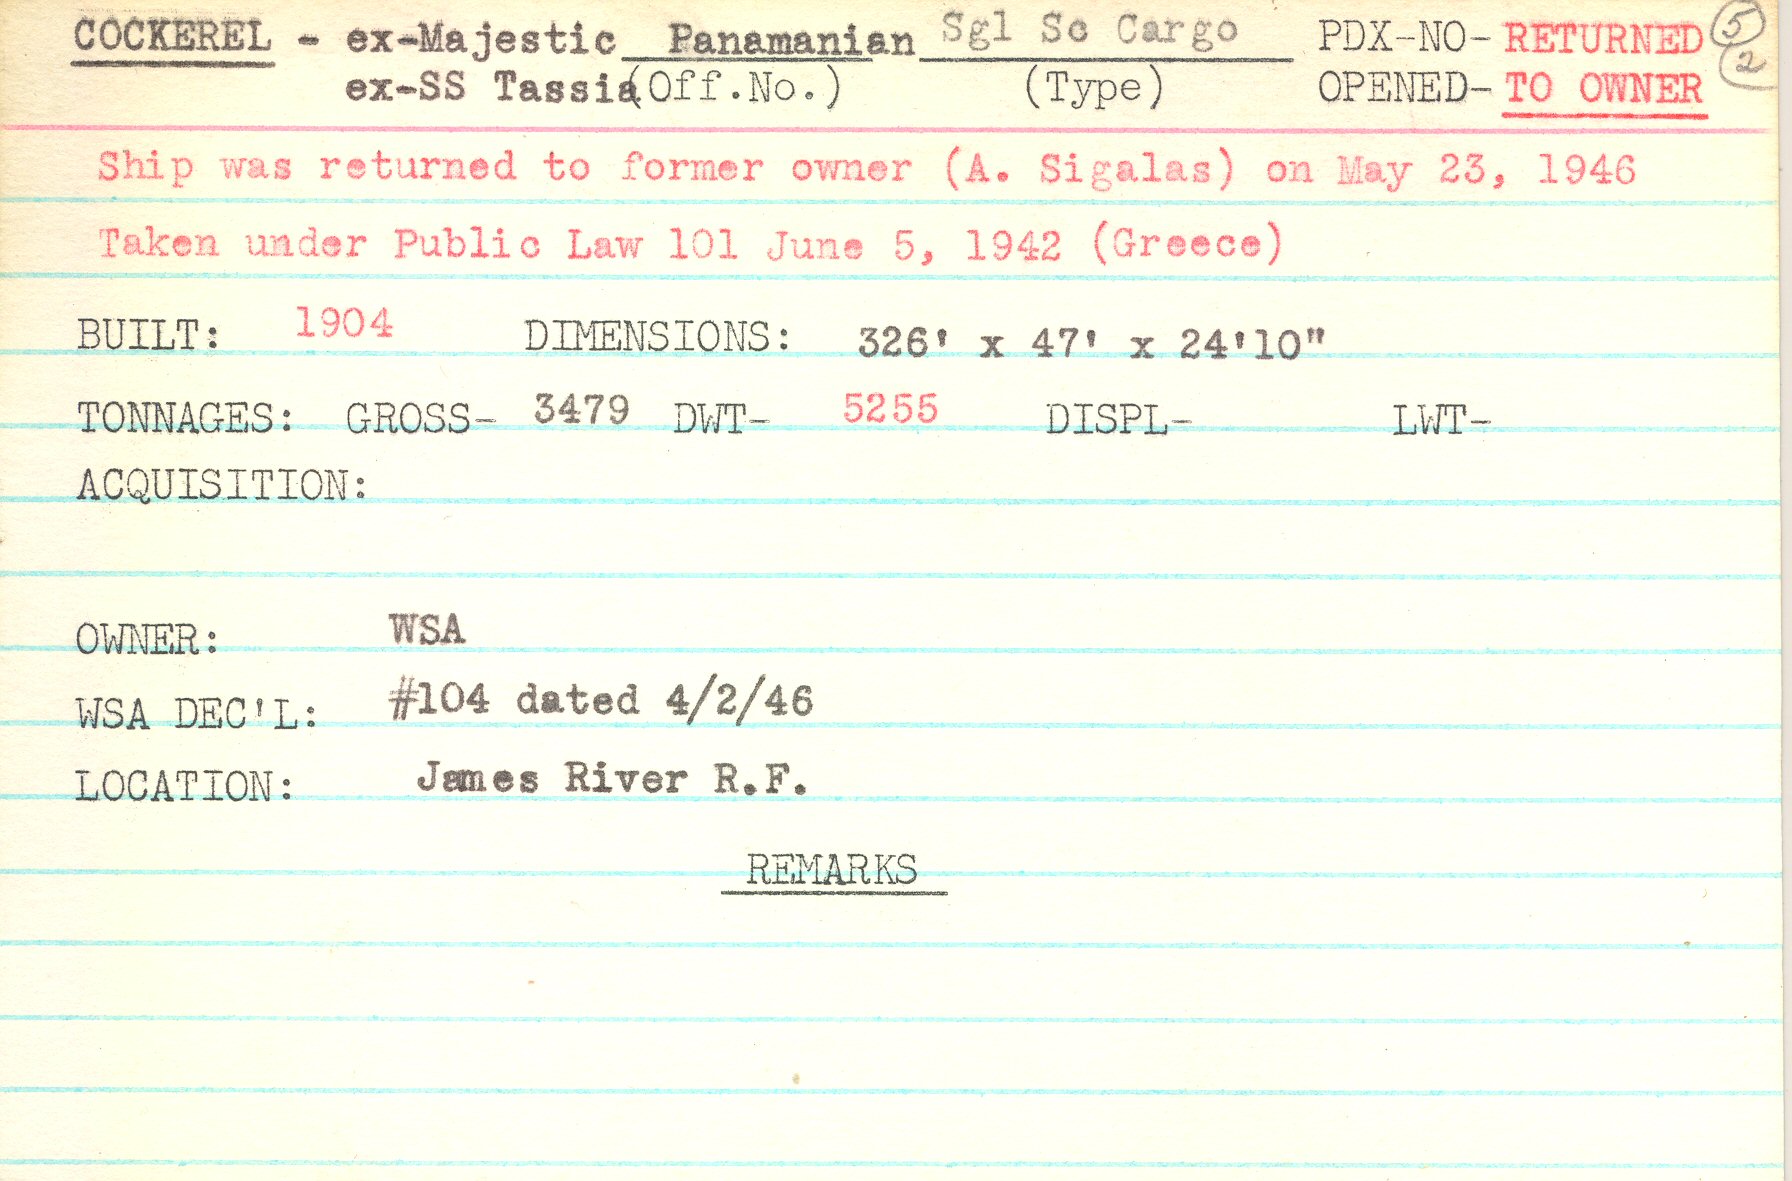 COCKEREL - ex-Majestic Panamanian Sgl Sc Cargo PDX-NO- RETURNED 5
ex-SS Tassia (Off.No.) (Type) OPENED- TO OWNER 2
Ship was returned to former owner (A. Sigalas) on May 23, 1946
Taken under Public Law 101 June 5, 1942 (Greece)
BUILT: 1904 DIMENSIONS: 326' x 47' x 24'10"
TONNAGES: GROSS- 3479 DWT- 5255 DISPL- LWT-
ACQUISITION:
OWNER: WSA
WSA DEC'L: #104 dated 4/2/46
LOCATION: James River R.F.
REMARKS